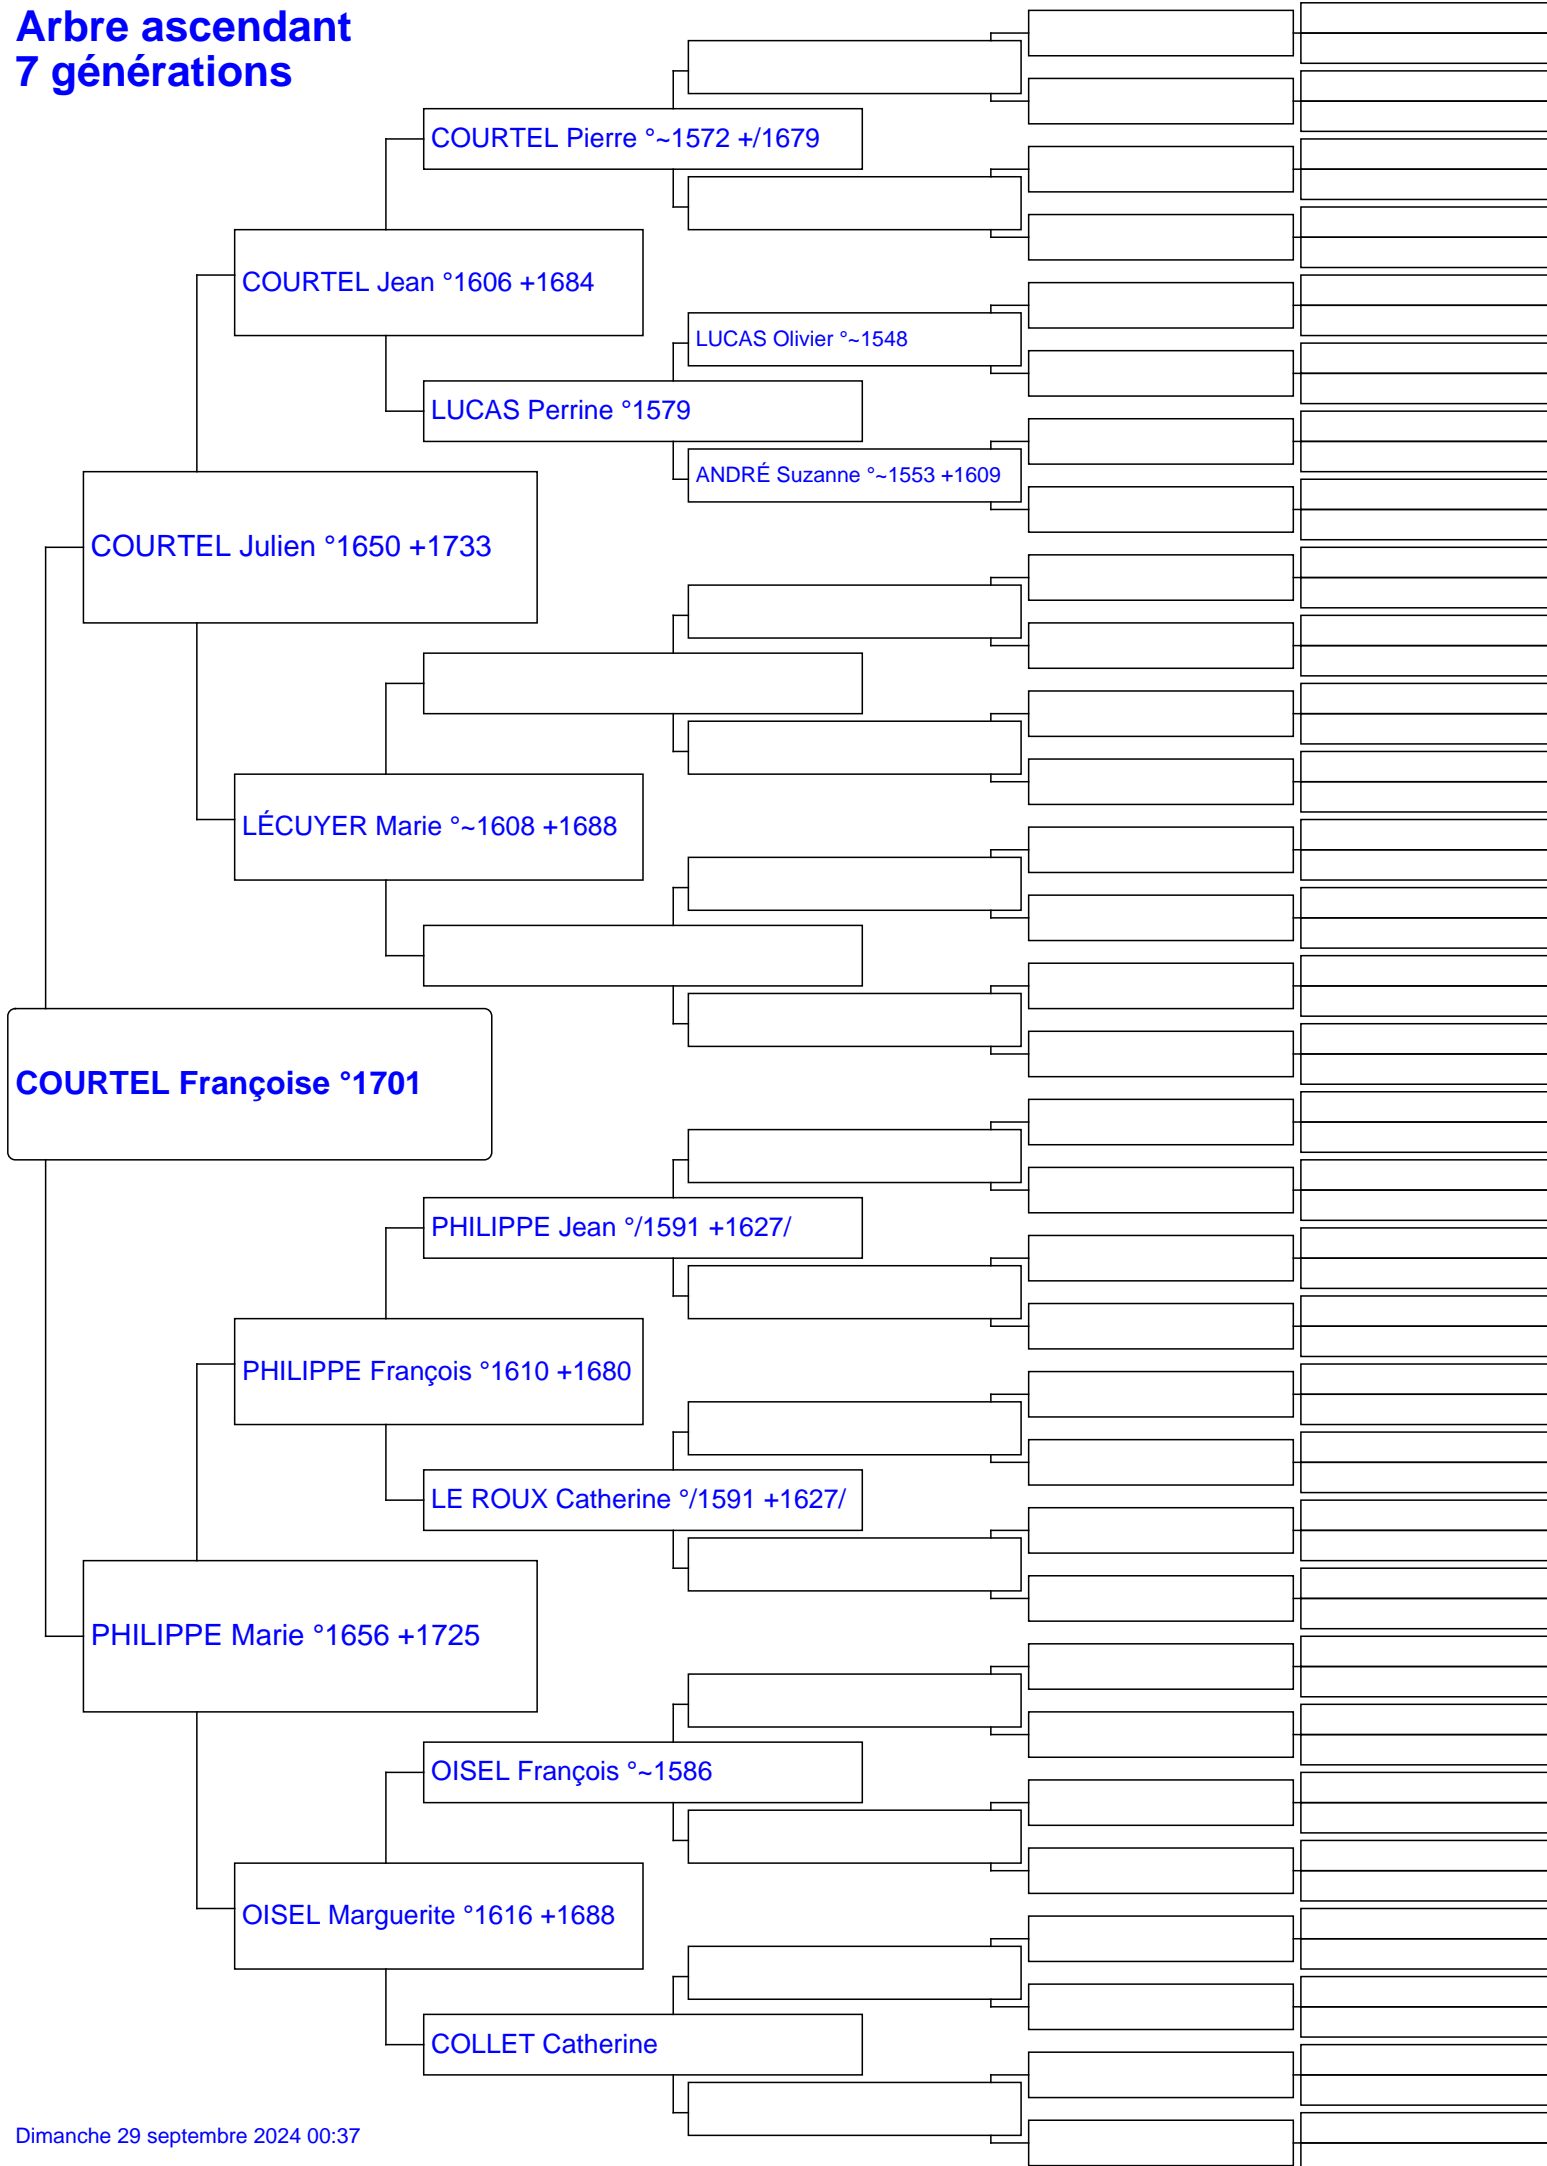 Arbre ascendant
7 générations
COURTEL Pierre °~1572 +/1679
COURTEL Jean °1606 +1684
LUCAS Olivier °~1548
LUCAS Perrine °1579
ANDRÉ Suzanne °~1553 +1609
COURTEL Julien °1650 +1733
LÉCUYER Marie °~1608 +1688
COURTEL Françoise °1701
PHILIPPE Jean °/1591 +1627/
PHILIPPE François °1610 +1680
LE ROUX Catherine °/1591 +1627/
PHILIPPE Marie °1656 +1725
OISEL François °~1586
OISEL Marguerite °1616 +1688
COLLET Catherine
Dimanche 29 septembre 2024 00:37